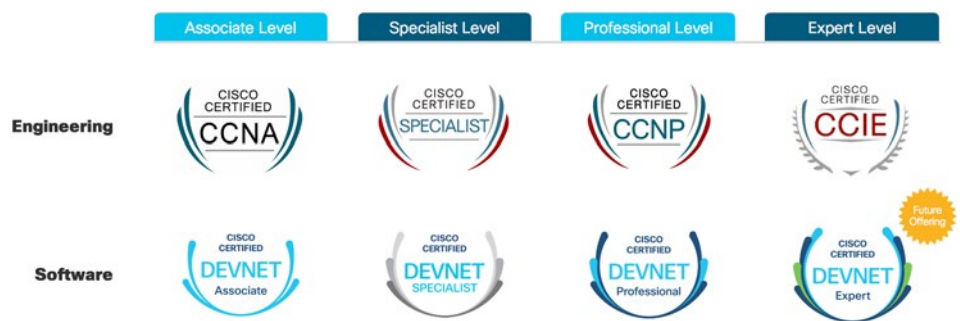 Associate Level
Specialist Level
Professional Level
Expert Level
Engineering
CISCO
CERTIFIED
CCNA
CISCO
CERTIFIED
SPECIALIST
CISCO
CERTIFIED
CCNP
CISCO
CERTIFIED
CCIE
Future
Offering
Software
CISCO
CERTIFIED
DEVNET
Associate
CISCO
CERTIFIED
DEVNET
SPECIALIST
CISCO
CERTIFIED
DEVNET
Professional
CISCO
CERTIFIED
DEVNET
Expert